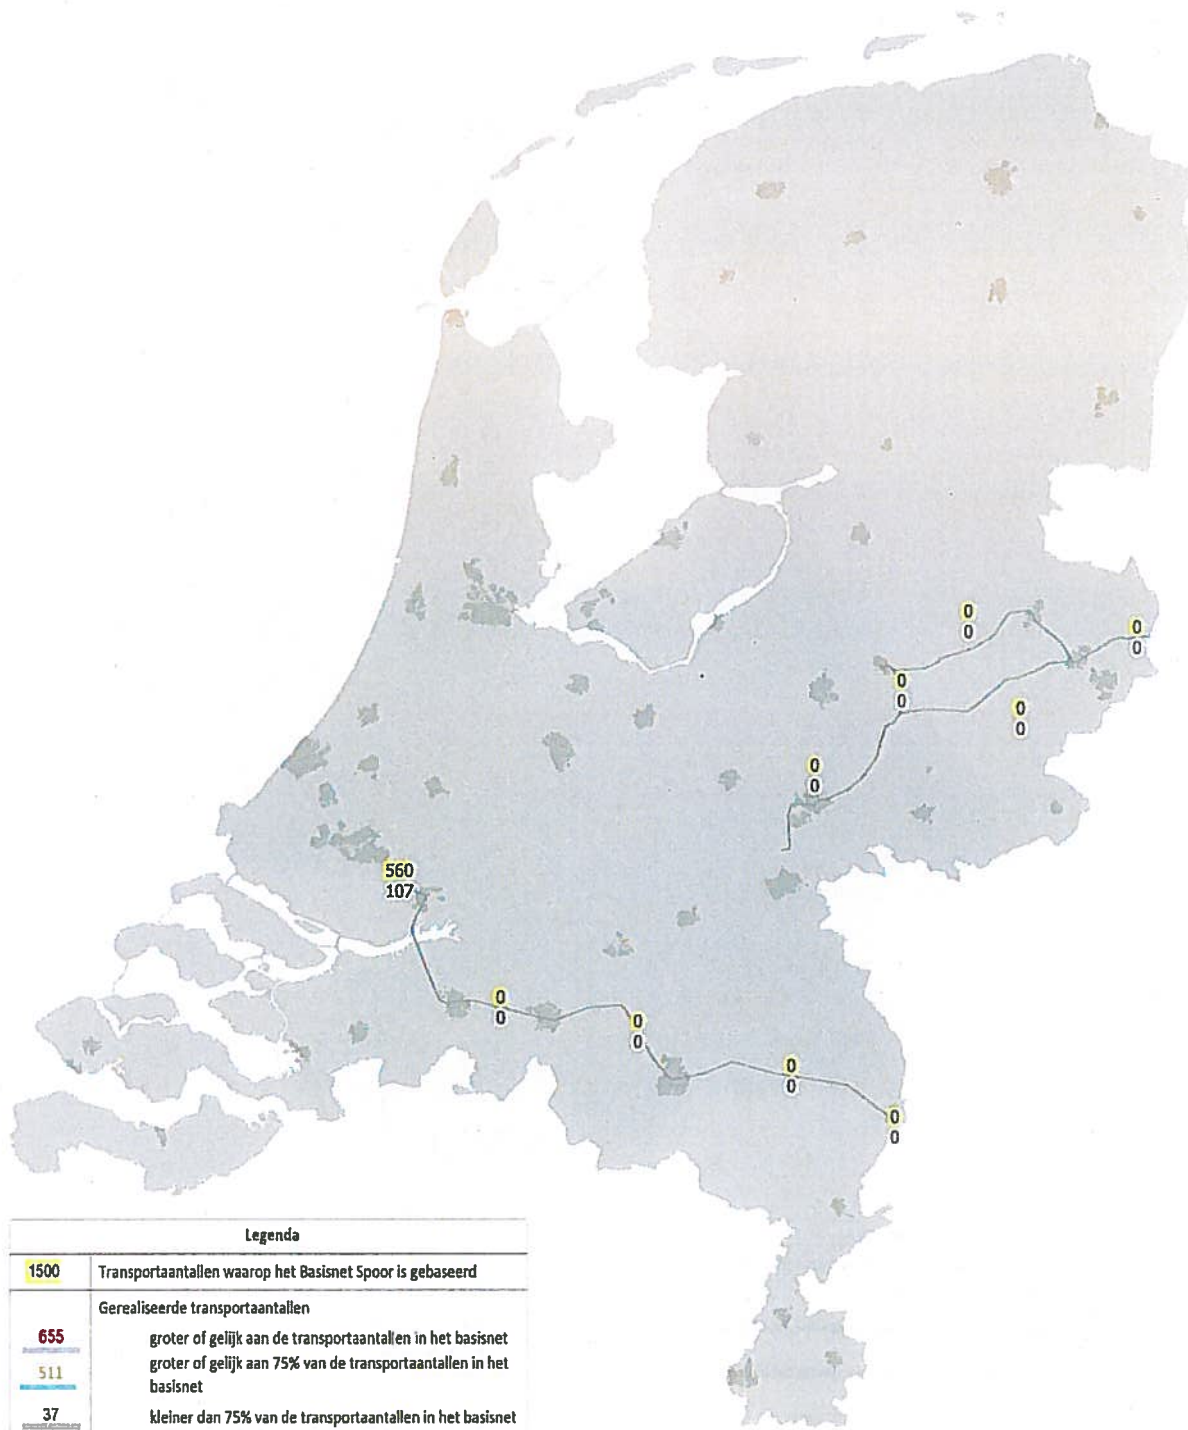 0
0
0
0
0
0
0
0
0
0
560
107
0
0
0
0
0
0
0
0
Legenda
1500 Transportaantallen waarop het Basisnet Spoor is gebaseerd
Gerealiseerde transportaantallen
655 groter of gelijk aan de transportaantallen in het basisnet
511 groter of gelijk aan 75% van de transportaantallen in het
basisnet
37 kleiner dan 75% van de transportaantallen in het basisnet